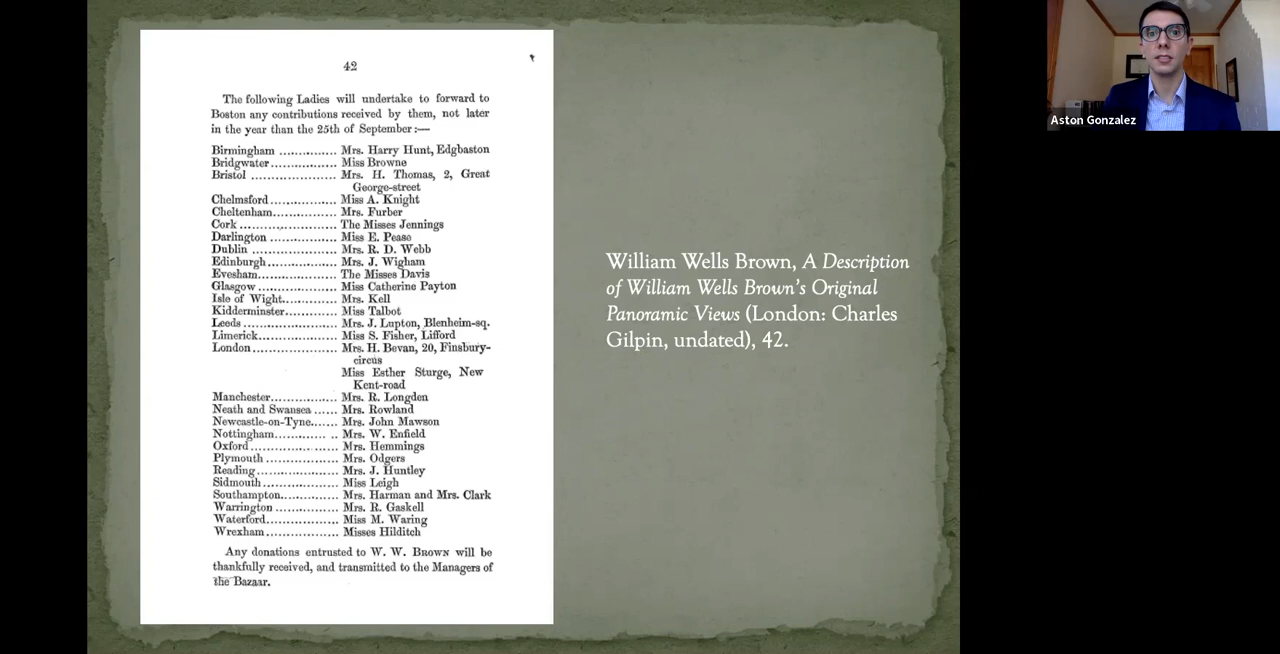 42
The following Ladies will undertake to forward to
Boston any contributions received by them, not later
in the year than the 25th of September:—
Birmingham ............... Mrs. Harry Hunt, Edgbaston
Bridgwater................. Miss Browne
Bristol ...................... Mrs. H. Thomas, 2, Great
George-street
Chelmsford................. Miss A. Knight
Cheltenham................ Mrs. Furber
Cork ......................... The Misses Jennings
Darlington ................. Miss E. Pease
Dublin ...................... Mrs. R. D. Webb
Edinburgh.................. Mrs. J. Wigham
Evesham.................... The Misses Davis
Glasgow .................... Miss Catherine Payton
Isle of Wight............... Mrs. Kell
Kidderminster............. Miss Talbot
Leeds ........................ Mrs. J. Lupton, Blenheim-sq.
Limerick.................... Miss S. Fisher, Lifford
London ...................... Mrs. H. Bevan, 20, Finsbury-
circus
Miss Esther Sturge, New
Kent-road
Manchester................. Mrs. R. Longden
Neath and Swansea ...... Mrs. Rowland
Newcastle-on-Tyne....... Mrs. John Mawson
Nottingham................ Mrs. W. Enfield
Oxford....................... Mrs. Hemmings
Plymouth ................... Mrs. Odgers
Reading..................... Mrs. J. Huntley
Sidmouth................... Miss Leigh
Southampton............... Mrs. Harman and Mrs. Clark
Warrington ................ Mrs. R. Gaskell
Waterford................... Miss M. Waring
Wrexham................... Misses Hilditch
Any donations entrusted to W. W. BROWN will be
thankfully received, and transmitted to the Managers of
the Bazaar.
William Wells Brown, A Description
of William Wells Brown’s Original
Panoramic Views (London: Charles
Gilpin, undated), 42.
Aston Gonzalez